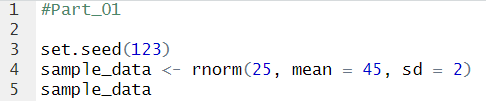 1 #Part_01
2
3 set.seed(123)
4 sample_data <- rnorm(25, mean = 45, sd = 2)
5 sample_data